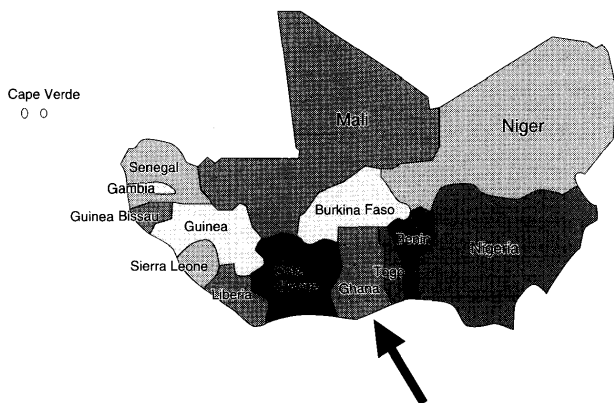 Cape Verde
Mali
Niger
Senegal
Gambia
Guinea Bissau
Guinea
Burkina Faso
Benin
Nigeria
Sierra Leone
Togo
Liberia
Ghana